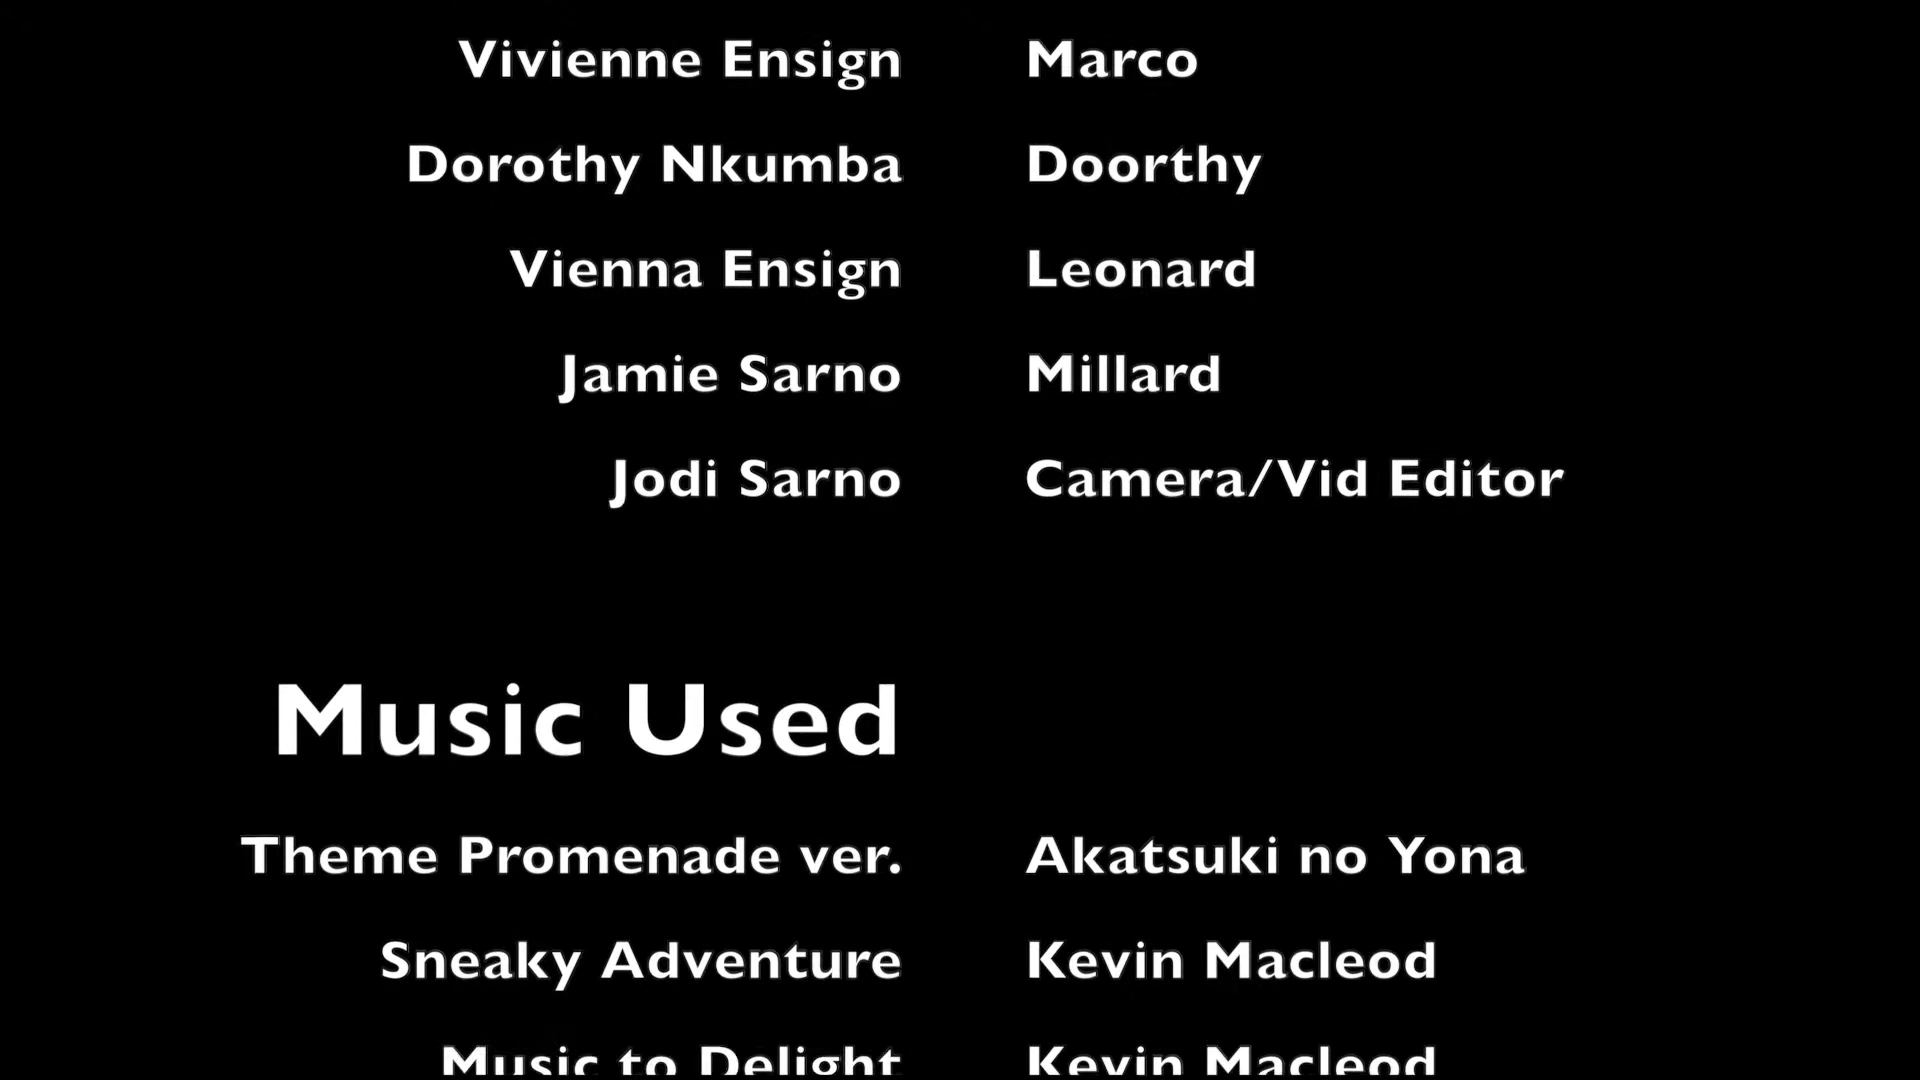 Vivienne Ensign Marco
Dorothy Nkumba Doorthy
Vienna Ensign Leonard
Jamie Sarno Millard
Jodi Sarno Camera/Vid Editor
Music Used
Theme Promenade ver. Akatsuki no Yona
Sneaky Adventure Kevin Macleod
Music to Delight Kevin Macleod